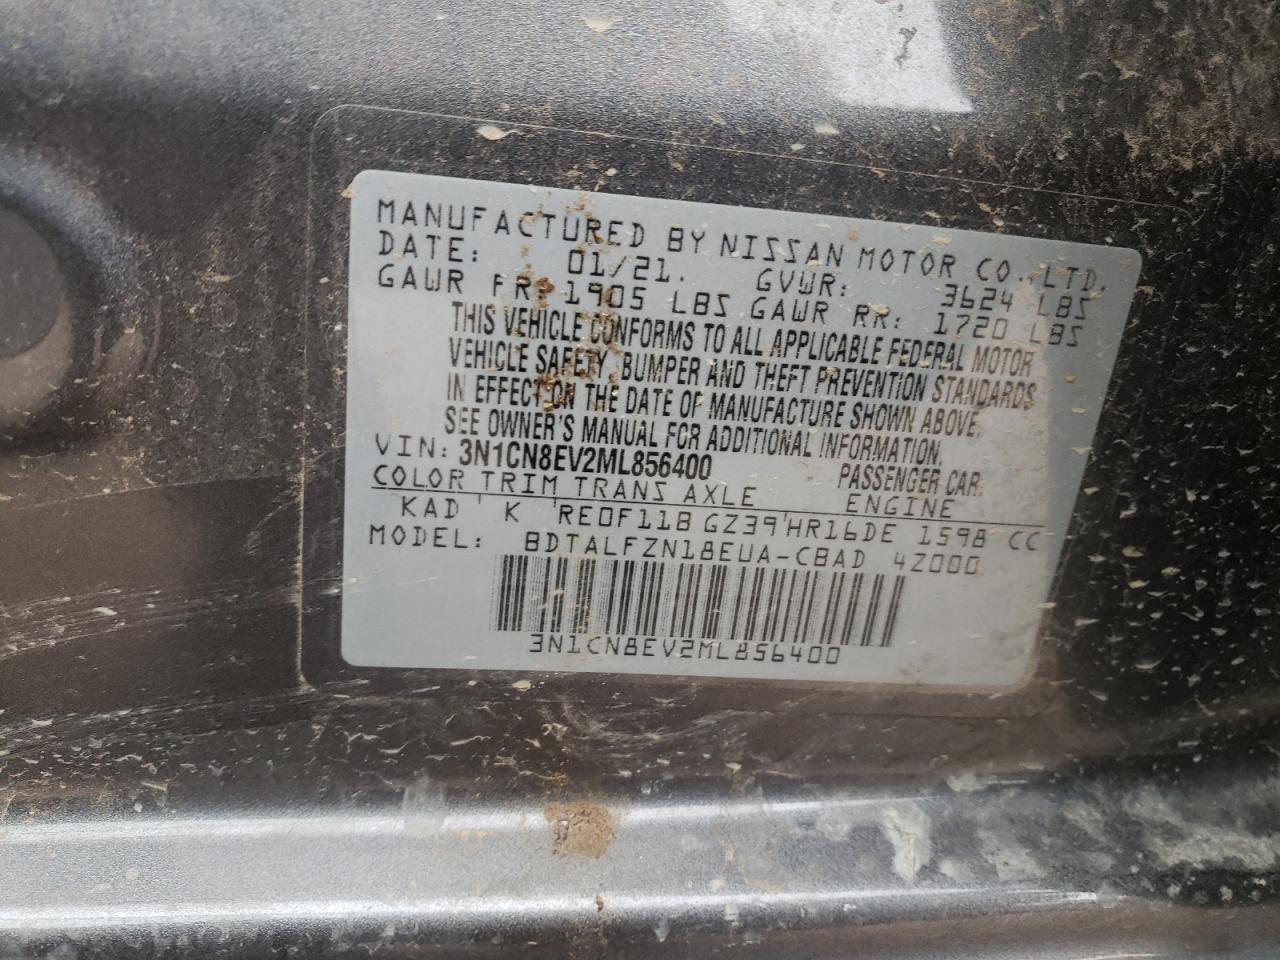 MANUFACTURED BY NISSAN MOTOR CO., LTD.
DATE: 01/21. GVWR: 3624 LBS
GAWR FR: 1905 LBS GAWR RR: 1720 LBS
THIS VEHICLE CONFORMS TO ALL APPLICABLE FEDERAL MOTOR
VEHICLE SAFETY, BUMPER AND THEFT PREVENTION STANDARDS
IN EFFECT ON THE DATE OF MANUFACTURE SHOWN ABOVE.
SEE OWNER'S MANUAL FOR ADDITIONAL INFORMATION.
VIN: 3N1CN8EV2ML856400 PASSENGER CAR.
COLOR TRIM TRANS AXLE ENGINE
KAD ' K ' RE0F11B GZ39 ' HR16DE 1598 CC
MODEL: BDTALFZN18EUA-CBAD 4Z000
3N1CN8EV2ML856400